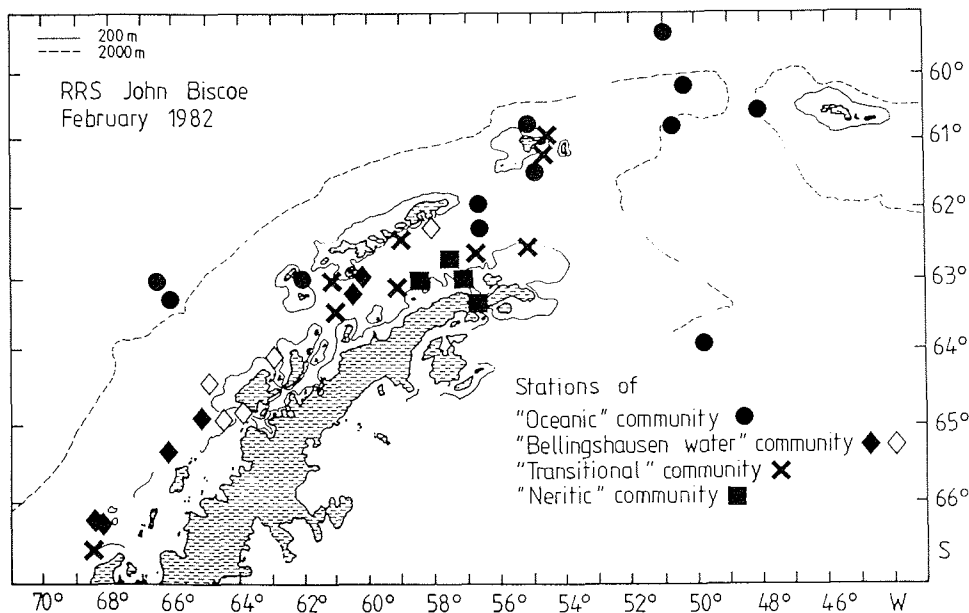 200 m
2000 m
RRS John Biscoe
February 1982
60°
61°
62°
63°
64°
65°
66°
S
Stations of
"Oceanic" community
"Bellingshausen water" community
"Transitional" community
"Neritic" community
70° 68° 66° 64° 62° 60° 58° 56° 54° 52° 50° 48° 46° W